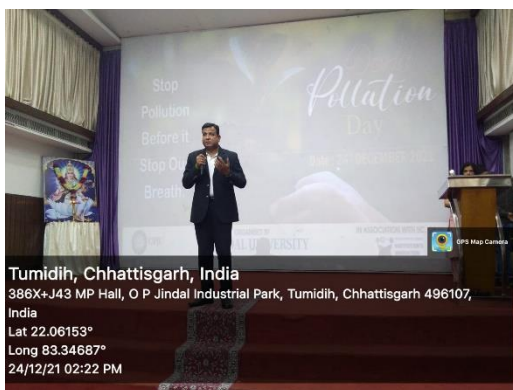 Stop
Pollution
Before it
Stop Our
Breath
Pollution
Day
GPS Map Camera
Tumidih, Chhattisgarh, India
386X+J43 MP Hall, O P Jindal Industrial Park, Tumidih, Chhattisgarh 496107,
India
Lat 22.06153°
Long 83.34687°
24/12/21 02:22 PM